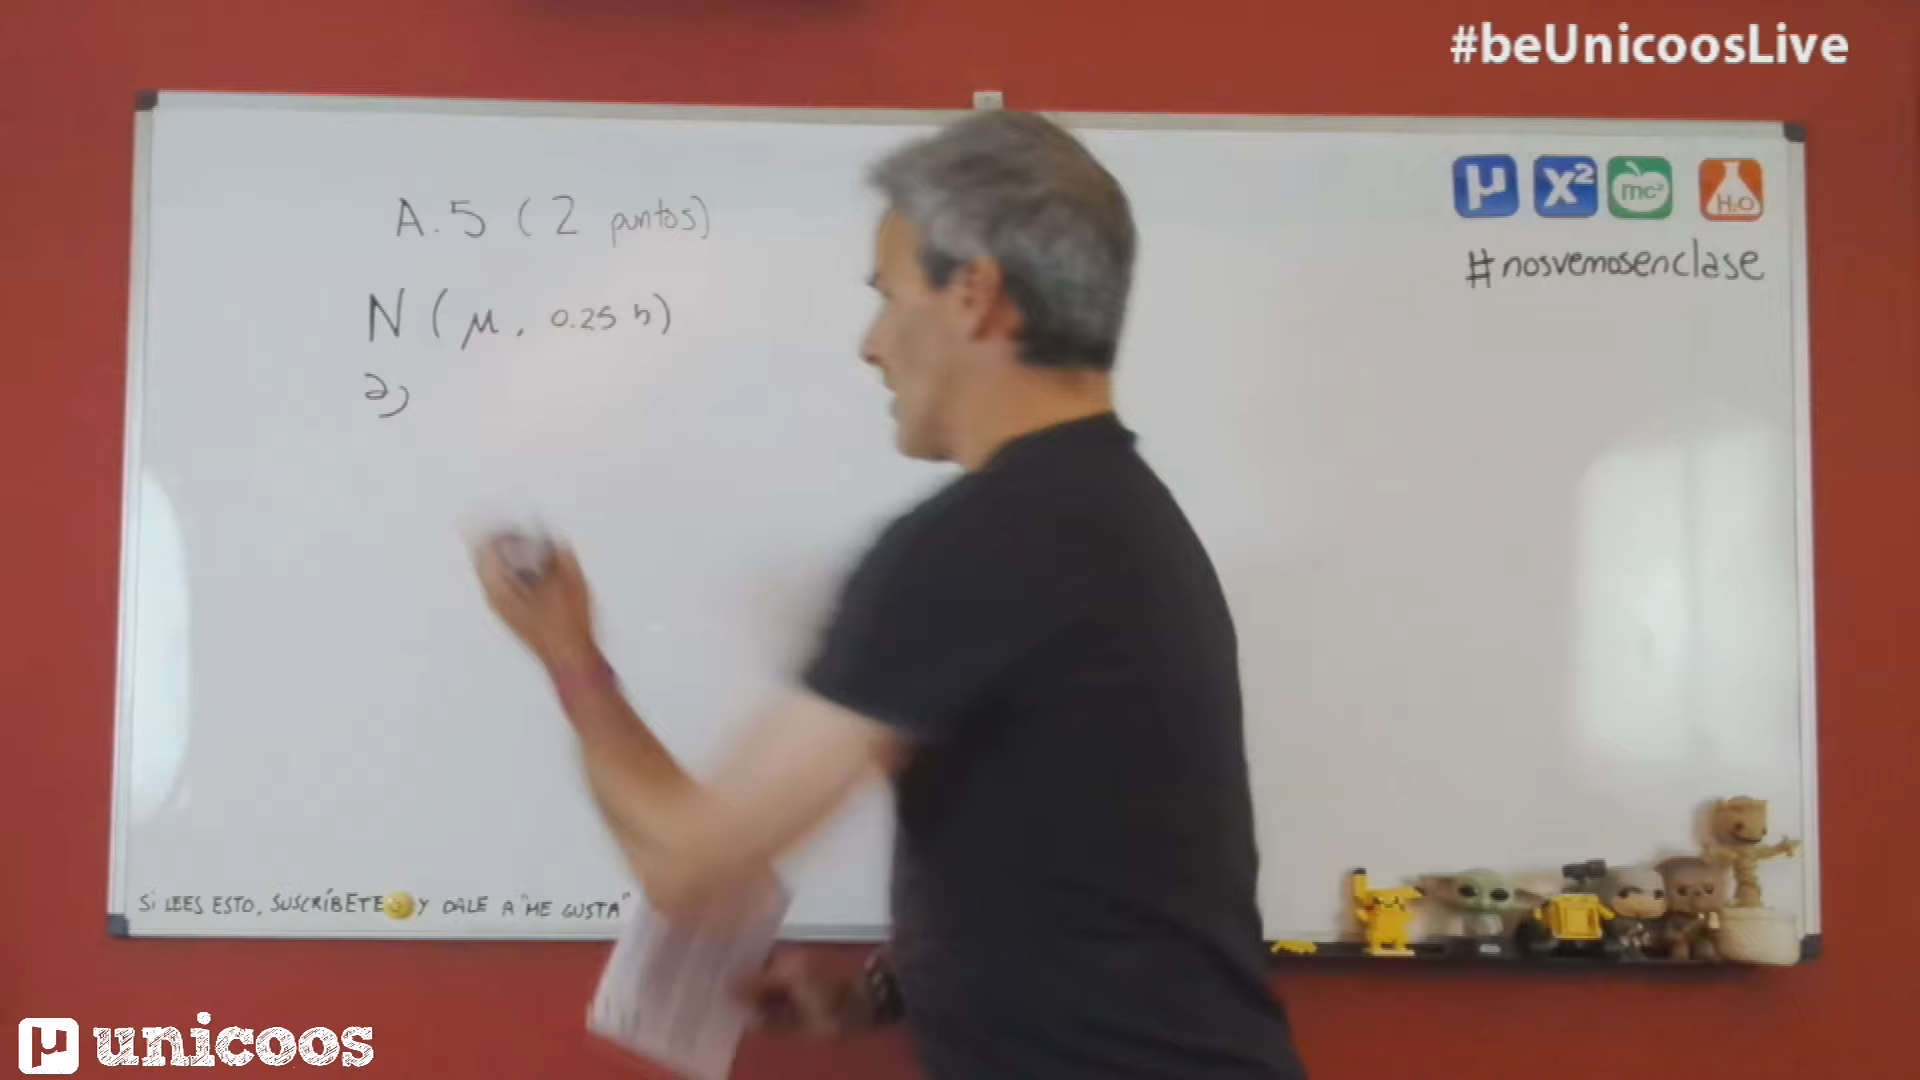 #beUnicoosLive
A.5 (2 puntos)
N(μ, 0.25 h)
a)
μ x² mc² H₂O
#nosvemosenclase
Si LEES ESTO, SUSCRÍBETE Y DALE A "ME GUSTA"
μ unicoos